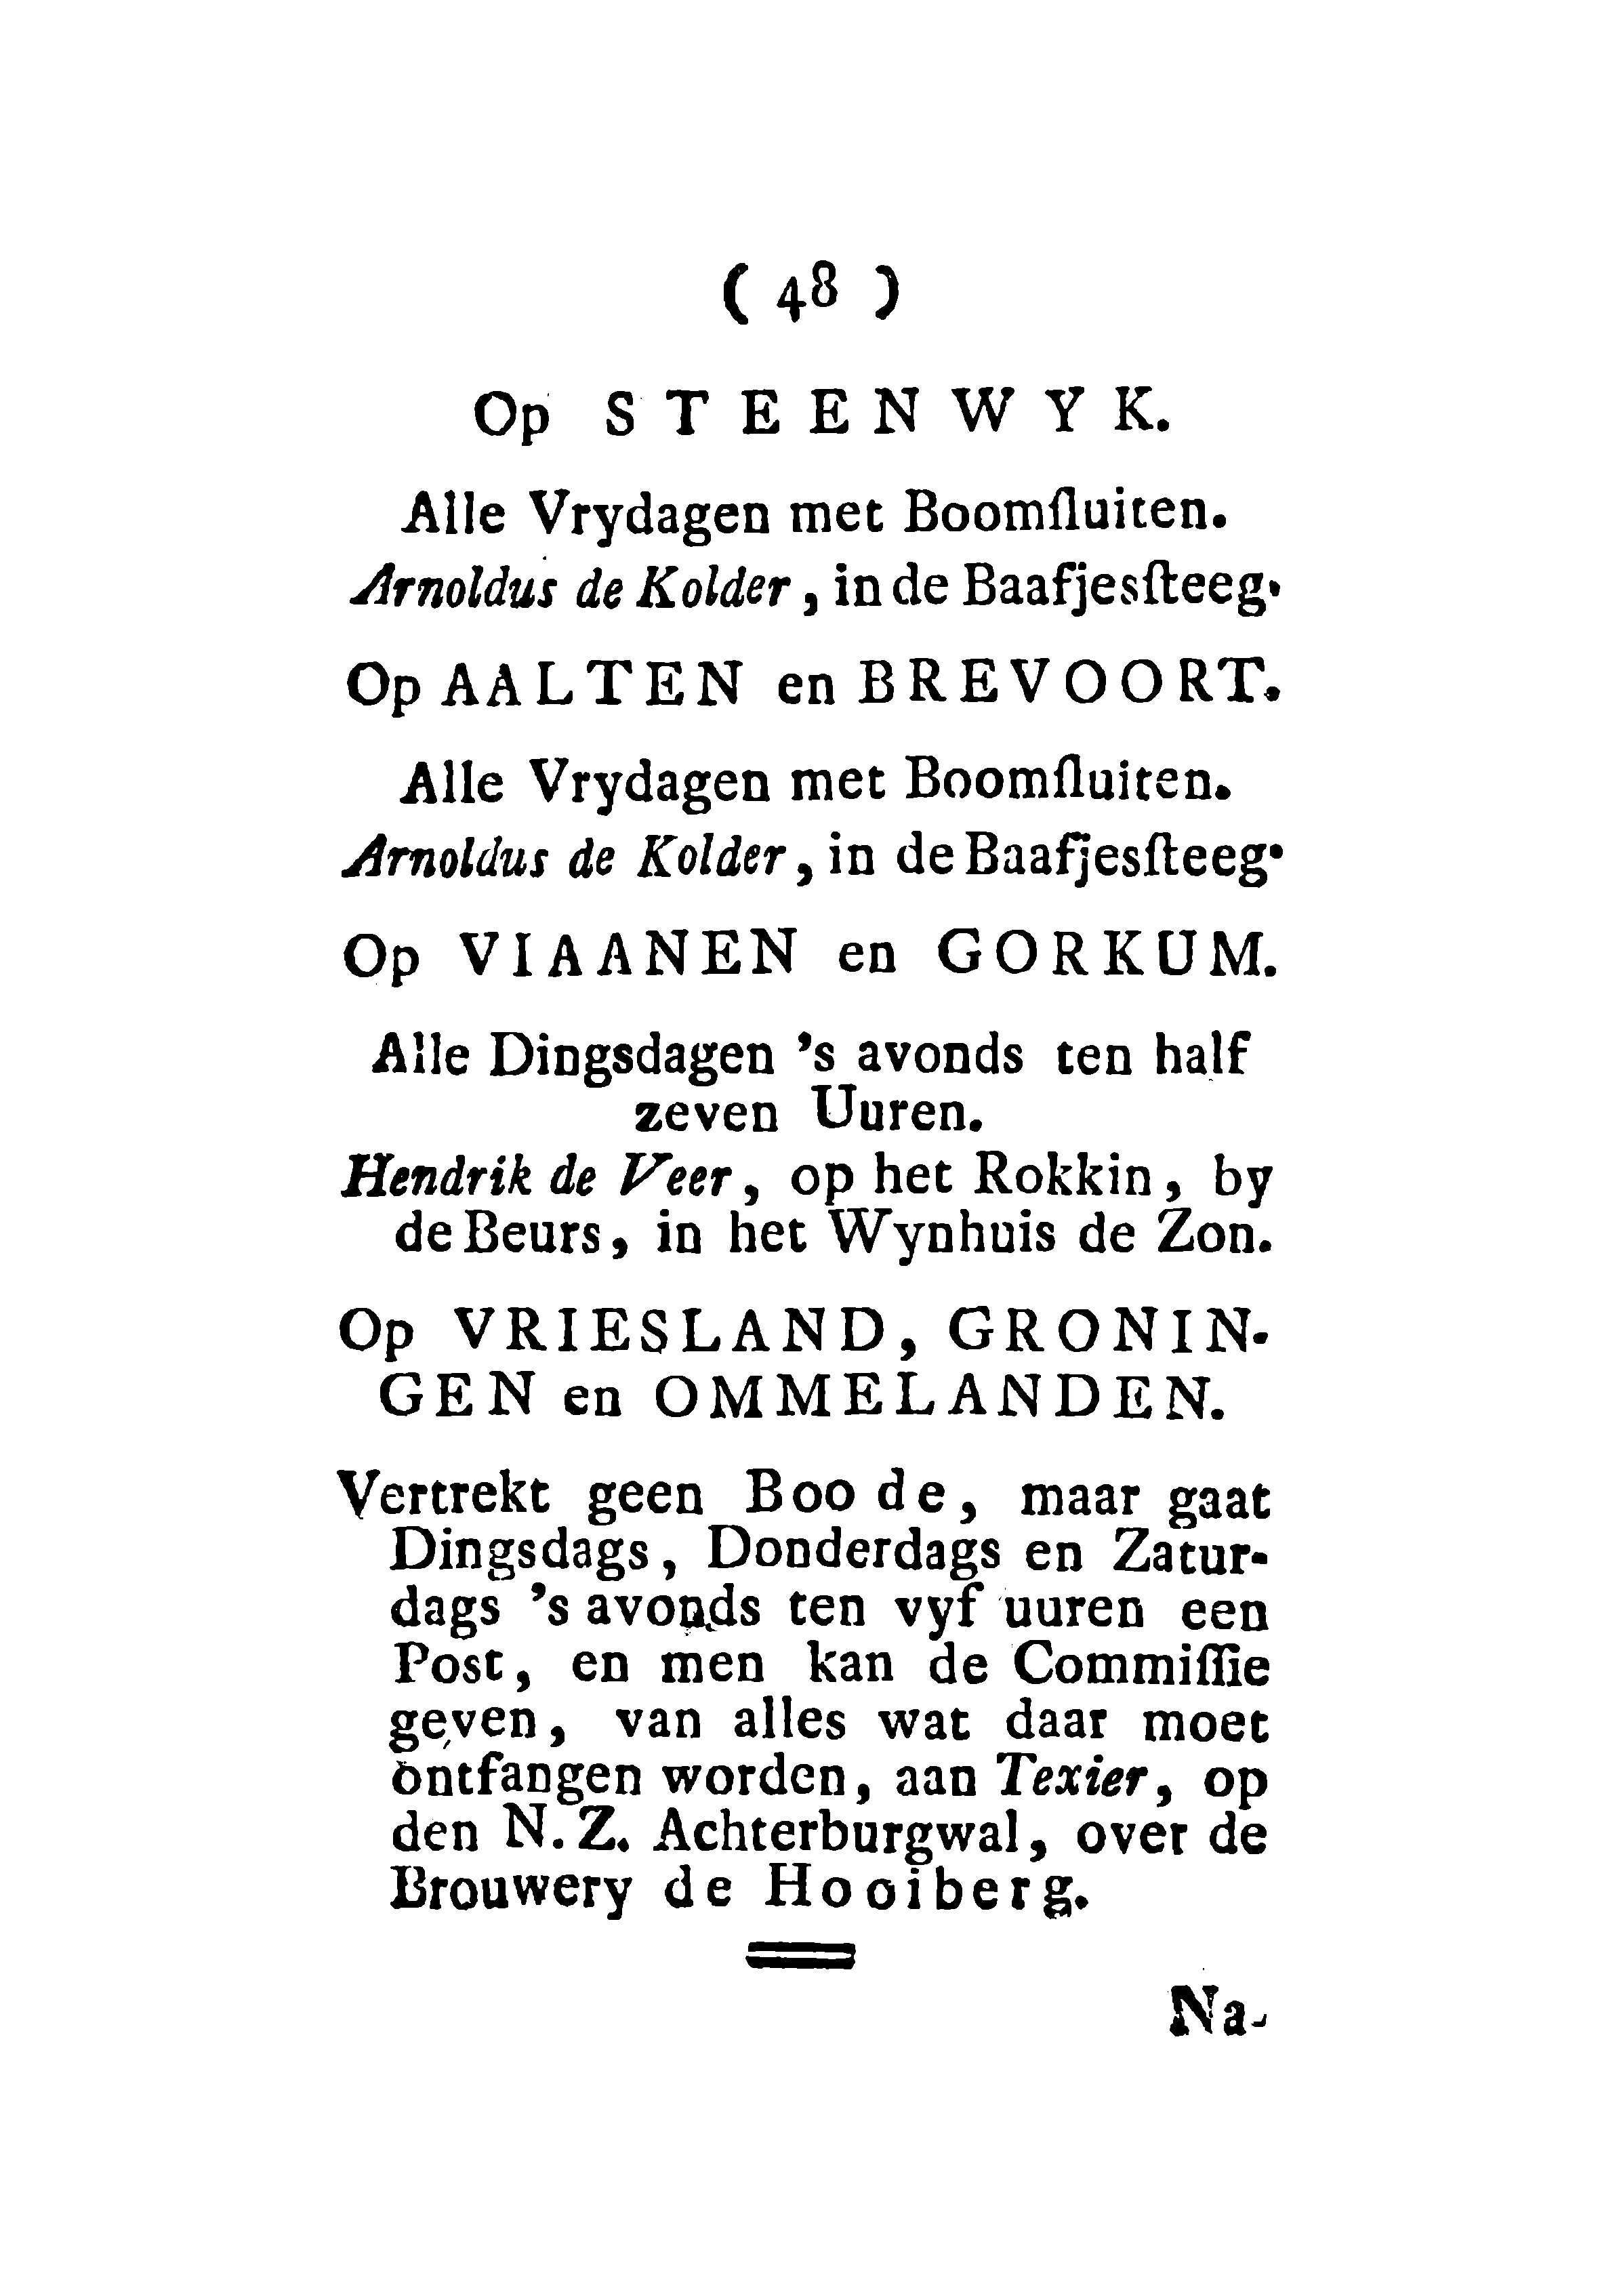 ( 48 )
Op STEENWYK.
Alle Vrydagen met Boomſluiten.
Arnoldus de Kolder, in de Baafjesſteeg.
Op AALTEN en BREVOORT.
Alle Vrydagen met Boomſluiten.
Arnoldus de Kolder, in de Baafjesſteeg.
Op VIAANEN en GORKUM.
Alle Dingsdagen 's avonds ten half
zeven Uuren.
Hendrik de Veer, op het Rokkin, by
de Beurs, in het Wynhuis de Zon.
Op VRIESLAND, GRONIN-
GEN en OMMELANDEN.
Vertrekt geen Boode, maar gaat
Dingsdags, Donderdags en Zatur-
dags 's avonds ten vyf uuren een
Post, en men kan de Commiſſie
geven, van alles wat daar moet
ontfangen worden, aan Texier, op
den N. Z. Achterburgwal, over de
Brouwery de Hooiberg.
Na-